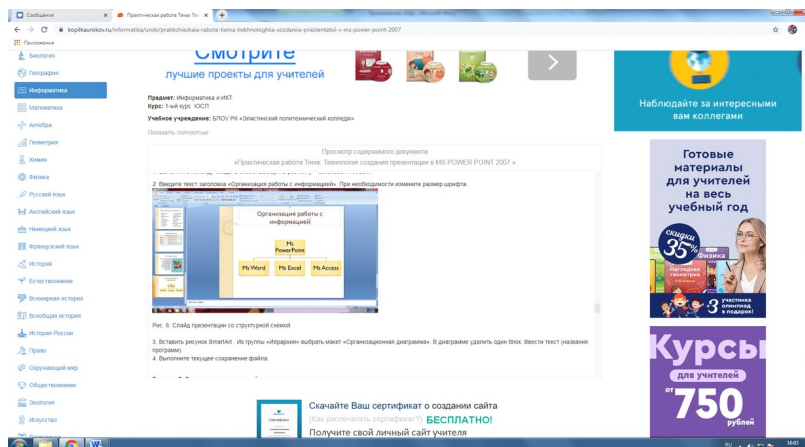 Сообщения
Практическая работа Тема: Тех
kopilkaurokov.ru/informatika/uroki/praktichieskaia-rabota-tiema-tiekhnologhiia-sozdaniia-priezientatsii-v-ms-power-point-2007
Приложения
Биология
География
Информатика
Математика
Алгебра
Геометрия
Химия
Физика
Русский язык
Английский язык
Немецкий язык
Французский язык
История
Естествознание
Всемирная история
Всеобщая история
История России
Право
Окружающий мир
Обществознание
Экология
Искусство
Смотрите
лучшие проекты для учителей
Предмет: Информатика и ИКТ.
Курс: 1-ый курс ЮСП
Учебное учреждение: БПОУ РК «Элистинский политехнический колледж»
Показать полностью
Просмотр содержимого документа
«Практическая работа Тема: Технология создания презентации в MS POWER POINT 2007 »
2. Введите текст заголовка «Организация работы с информацией». При необходимости измените размер шрифта.
Организация работы с
информацией
Ms
PowerPoint
Ms Word
Ms Excel
Ms Access
Рис. 8. Слайд презентации со структурной схемой
3. Вставить рисунок SmartArt . Их группы «Иерархия» выбрать макет «Организационная диаграмма». В диаграмме удалить один блок. Ввести текст (названия
программ).
4. Выполните текущее сохранение файла.
Скачайте Ваш сертификат о создании сайта
(Как распечатать сертификат?) БЕСПЛАТНО!
Получите свой личный сайт учителя
Наблюдайте за интересными
вам коллегами
Готовые
материалы
для учителей
на весь
учебный год
скидки
35%
Физика
Наглядная
геометрия
+3 участника
олимпиад
в подарок!
Курсы
для учителей
от 750
рублей
RU
16:03